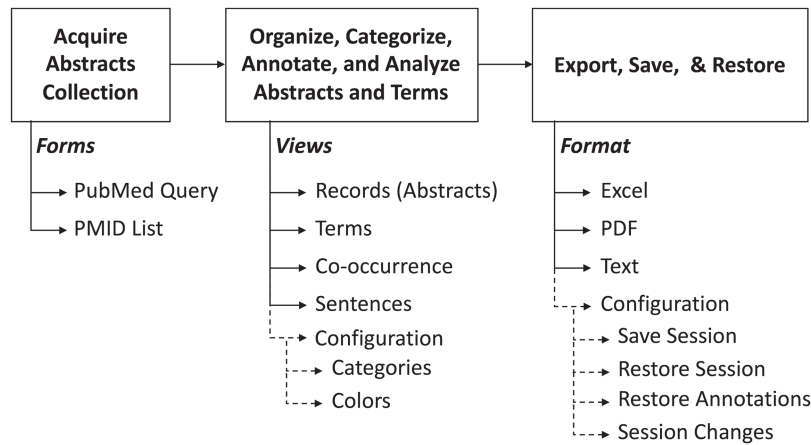 Acquire
Abstracts
Collection
Forms
PubMed Query
PMID List
Organize, Categorize,
Annotate, and Analyze
Abstracts and Terms
Views
Records (Abstracts)
Terms
Co-occurrence
Sentences
Configuration
Categories
Colors
Export, Save, & Restore
Format
Excel
PDF
Text
Configuration
Save Session
Restore Session
Restore Annotations
Session Changes